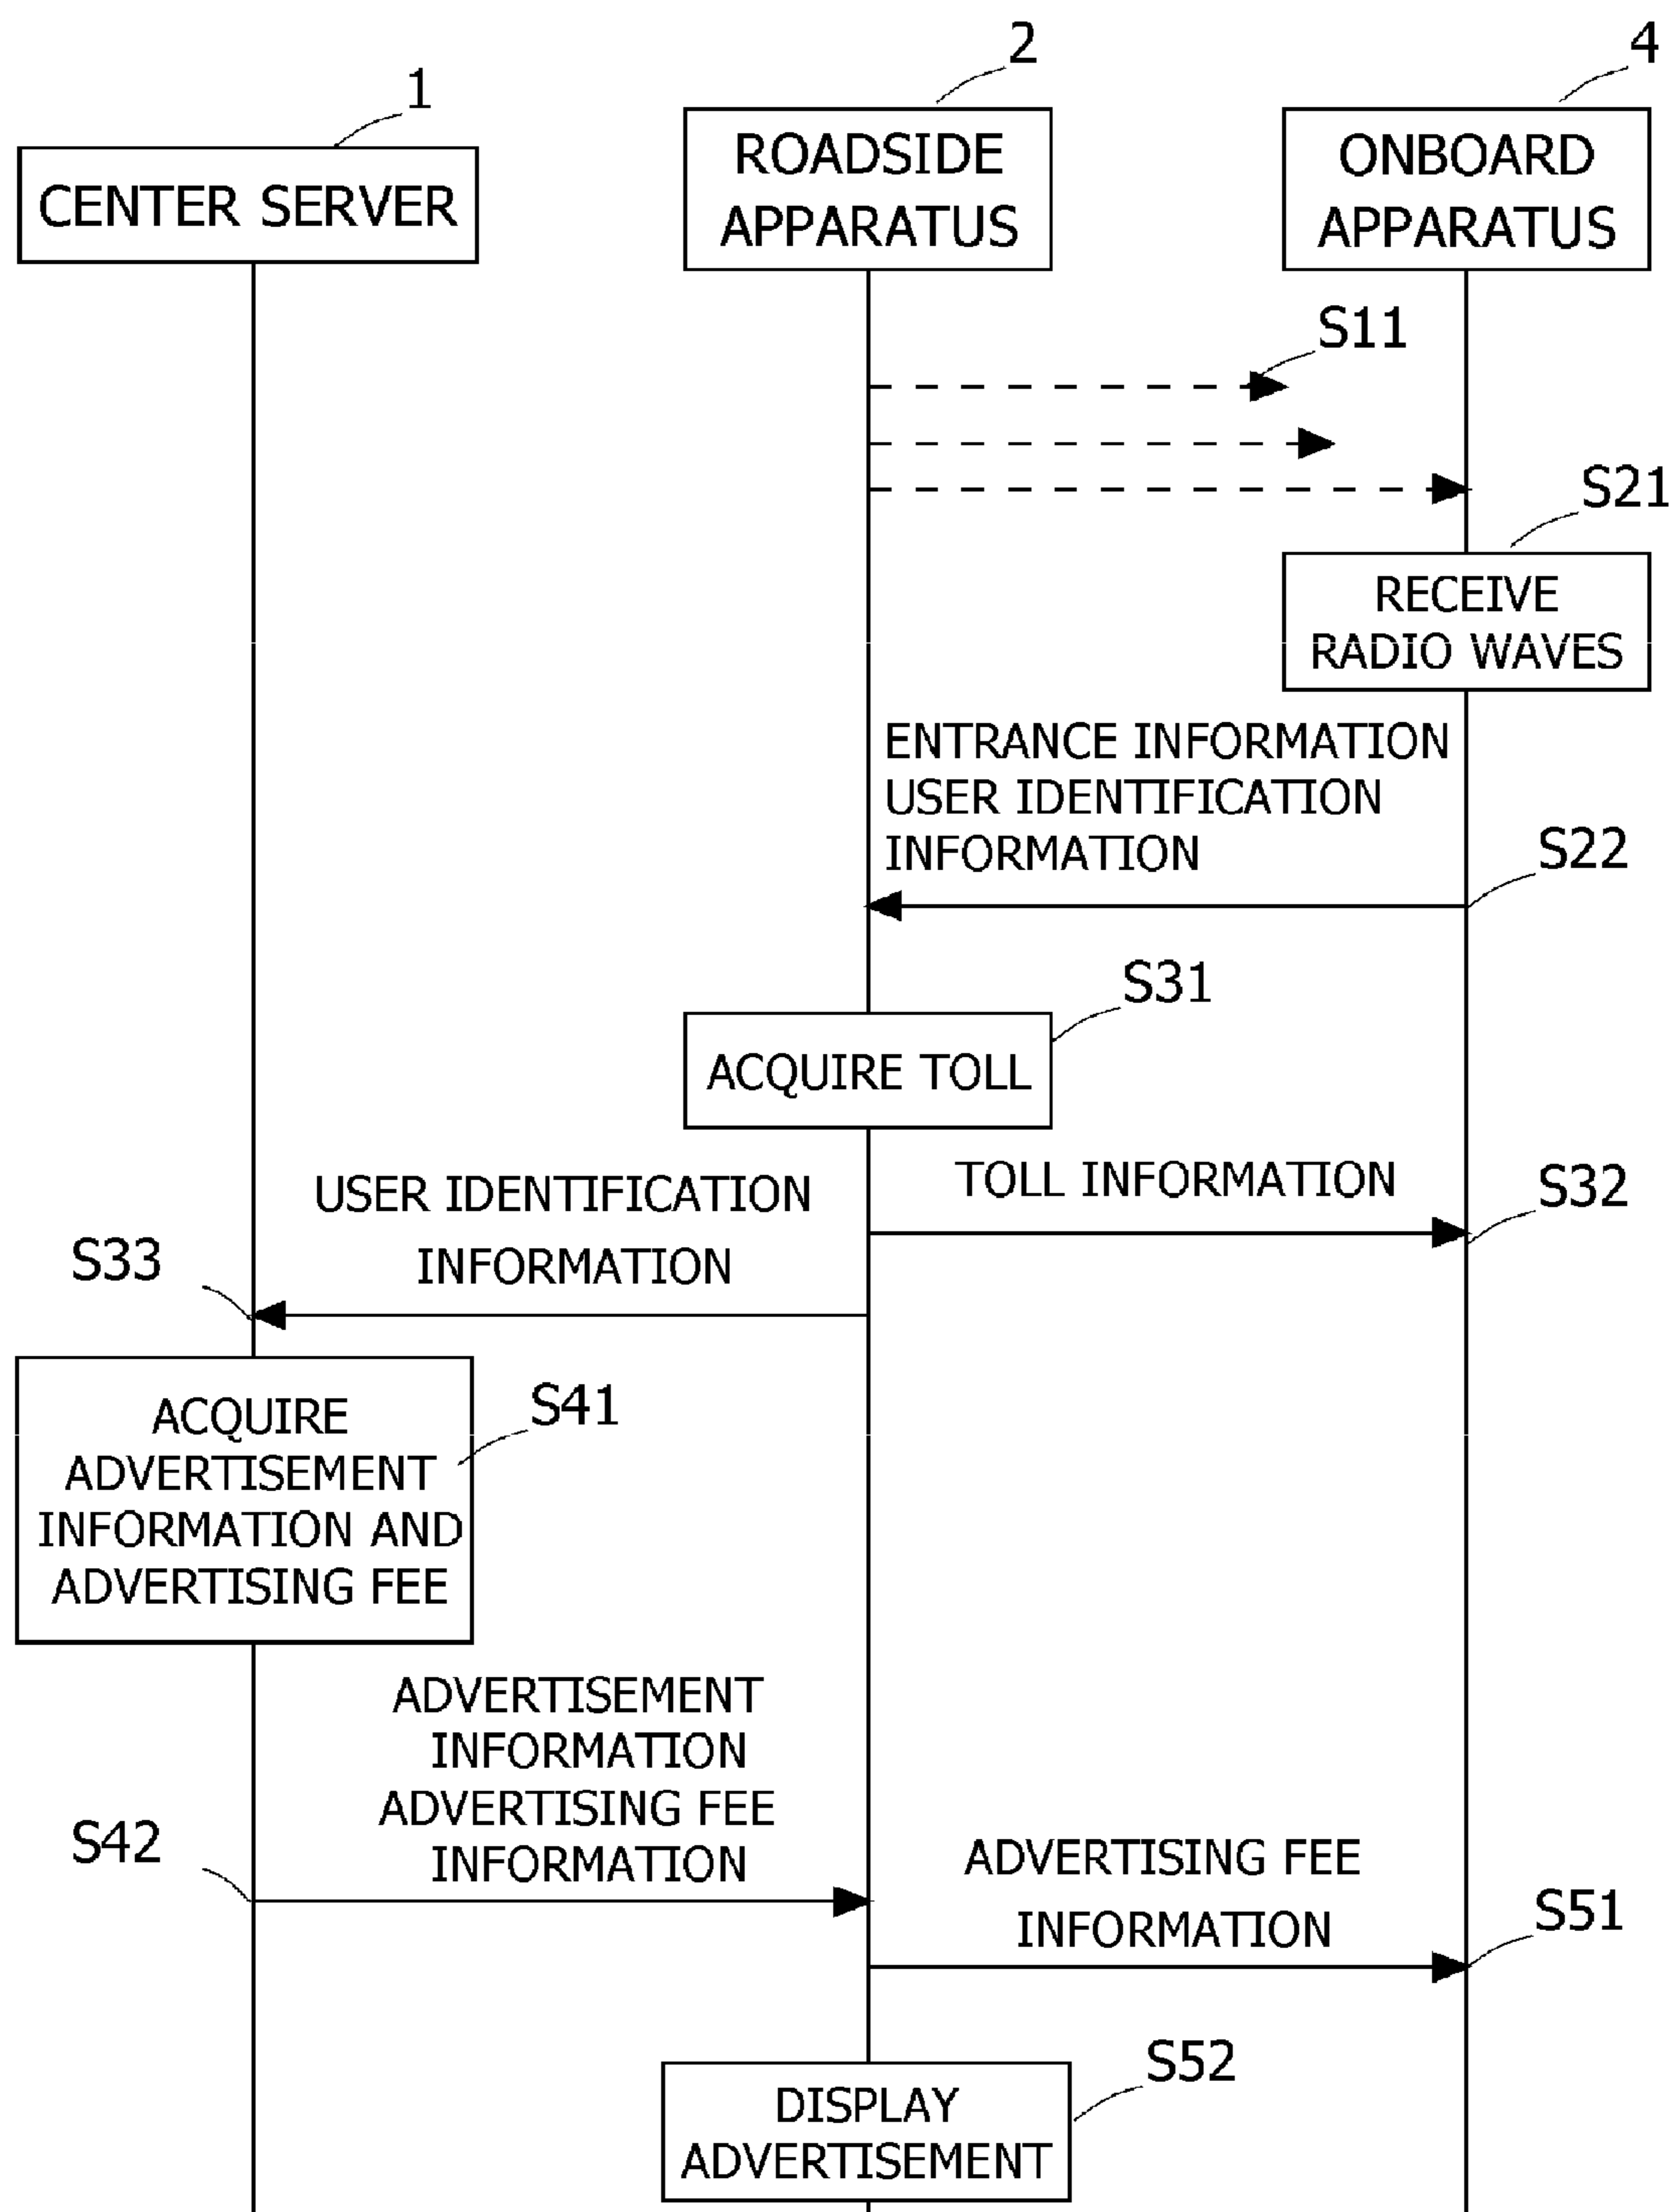 1
2
4
CENTER SERVER
ROADSIDE
APPARATUS
ONBOARD
APPARATUS
S11
S21
RECEIVE
RADIO WAVES
ENTRANCE INFORMATION
USER IDENTIFICATION
INFORMATION
S22
S31
ACQUIRE TOLL
USER IDENTIFICATION
INFORMATION
TOLL INFORMATION
S32
S33
ACQUIRE
ADVERTISEMENT
INFORMATION AND
ADVERTISING FEE
S41
ADVERTISEMENT
INFORMATION
ADVERTISING FEE
INFORMATION
S42
ADVERTISING FEE
INFORMATION
S51
S52
DISPLAY
ADVERTISEMENT